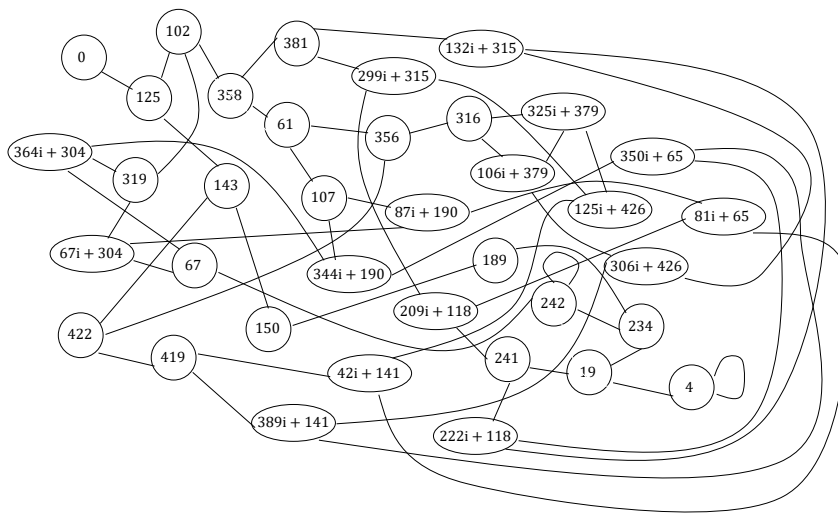 102
381
132i + 315
0
299i + 315
125
358
325i + 379
61
316
356
364i + 304
350i + 65
319
106i + 379
143
107
87i + 190
125i + 426
81i + 65
67i + 304
67
189
306i + 426
344i + 190
242
209i + 118
150
234
422
419
241
42i + 141
19
4
389i + 141
222i + 118